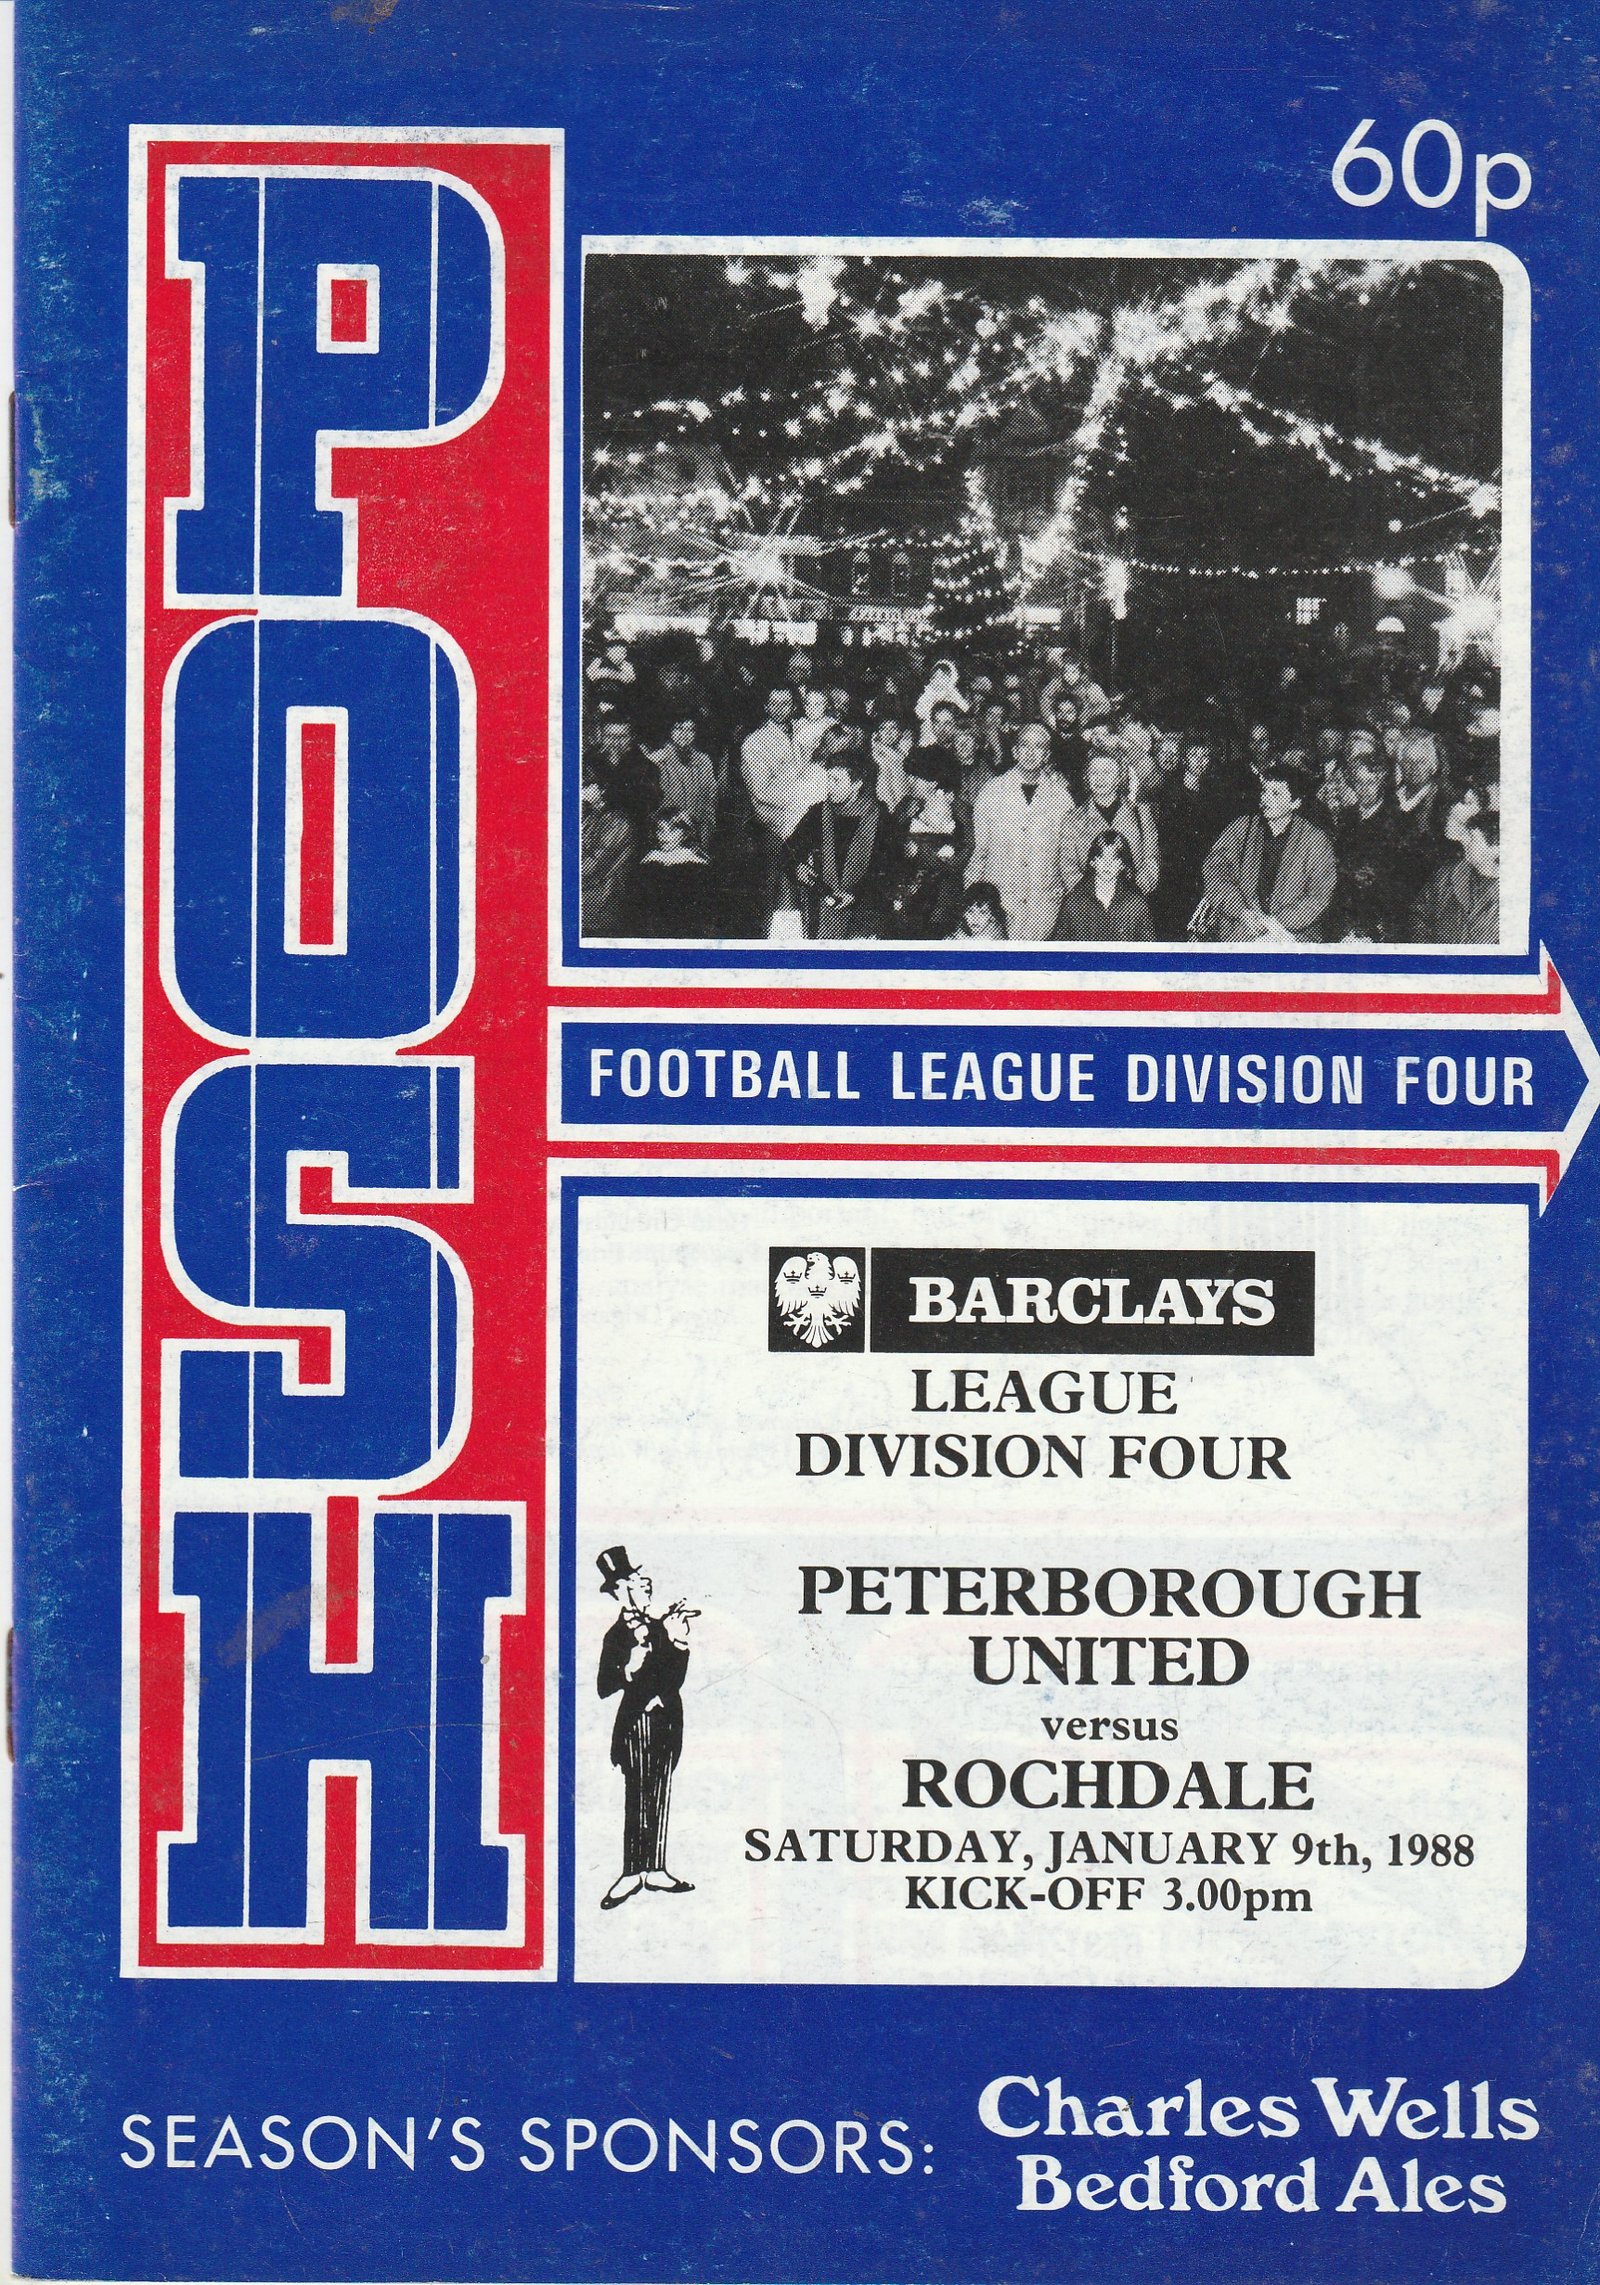 60p
POSH
FOOTBALL LEAGUE DIVISION FOUR
BARCLAYS
LEAGUE
DIVISION FOUR
PETERBOROUGH
UNITED
versus
ROCHDALE
SATURDAY, JANUARY 9th, 1988
KICK-OFF 3.00pm
SEASON'S SPONSORS:
Charles Wells
Bedford Ales